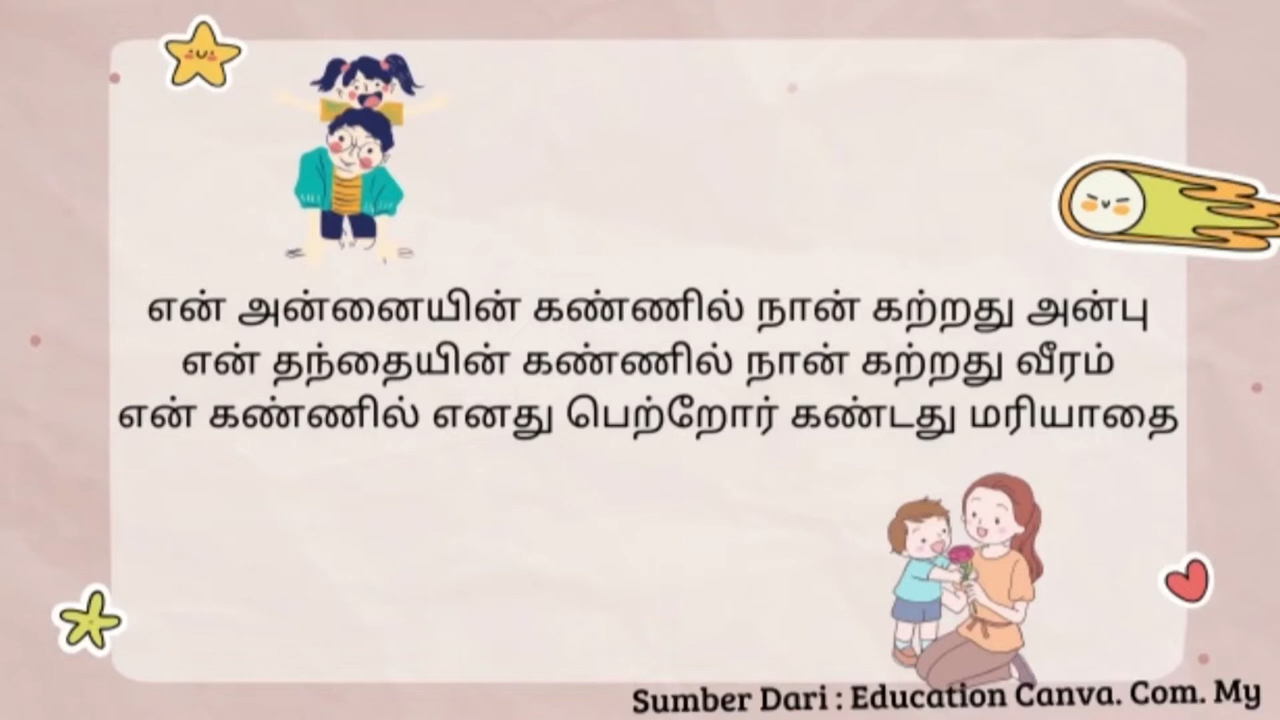 என் அன்னையின் கண்ணில் நான் கற்றது அன்பு
என் தந்தையின் கண்ணில் நான் கற்றது வீரம்
என் கண்ணில் எனது பெற்றோர் கண்டது மரியாதை
Sumber Dari : Education Canva. Com. My